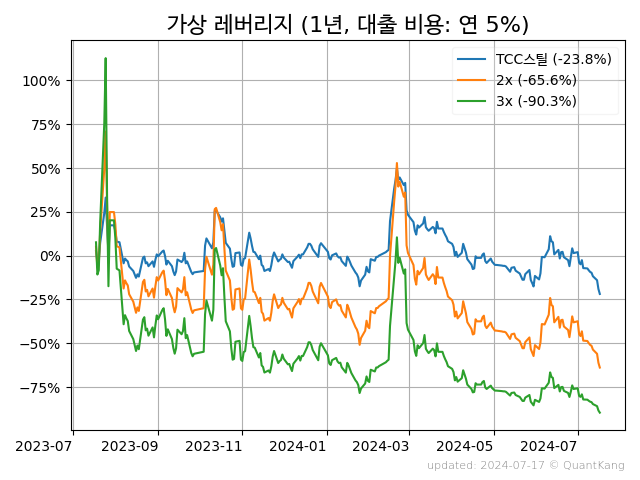 가상 레버리지 (1년, 대출 비용: 연 5%)
TCC스틸 (-23.8%)
2x (-65.6%)
3x (-90.3%)
100%
75%
50%
25%
0%
−25%
−50%
−75%
2023-07 2023-09 2023-11 2024-01 2024-03 2024-05 2024-07
updated: 2024-07-17 © QuantKang